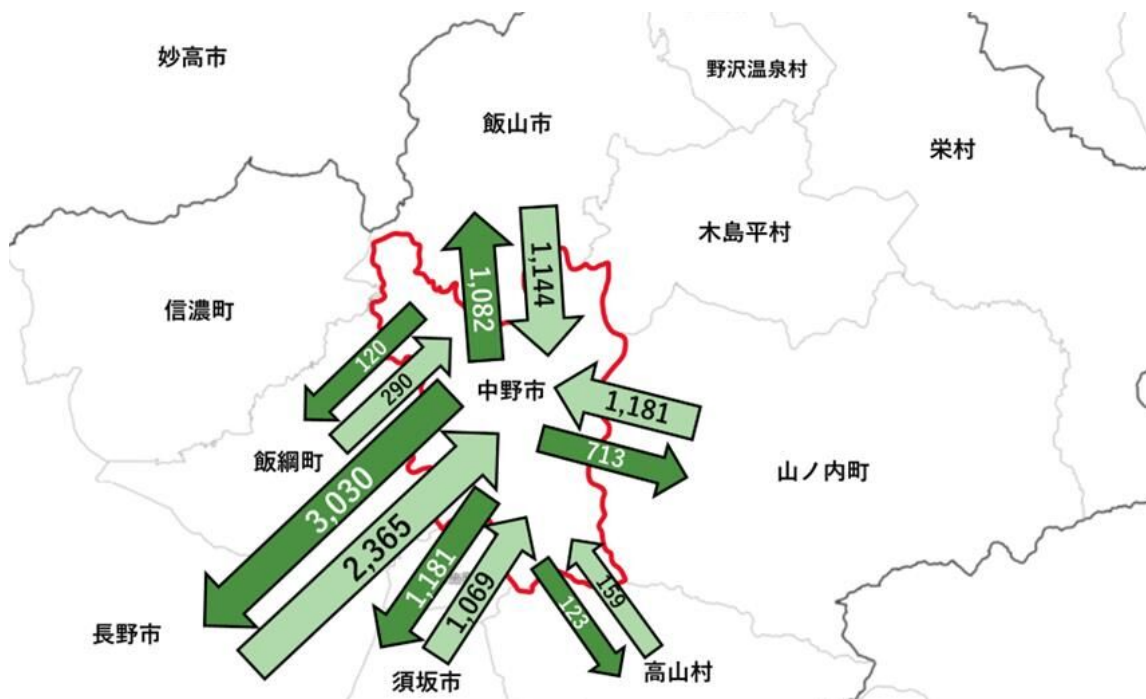 妙高市
野沢温泉村
飯山市
栄村
木島平村
信濃町
1,082
1,144
120
290
中野市
1,181
713
飯綱町
山ノ内町
3,030
2,365
1,181
1,069
123
159
長野市
須坂市
高山村